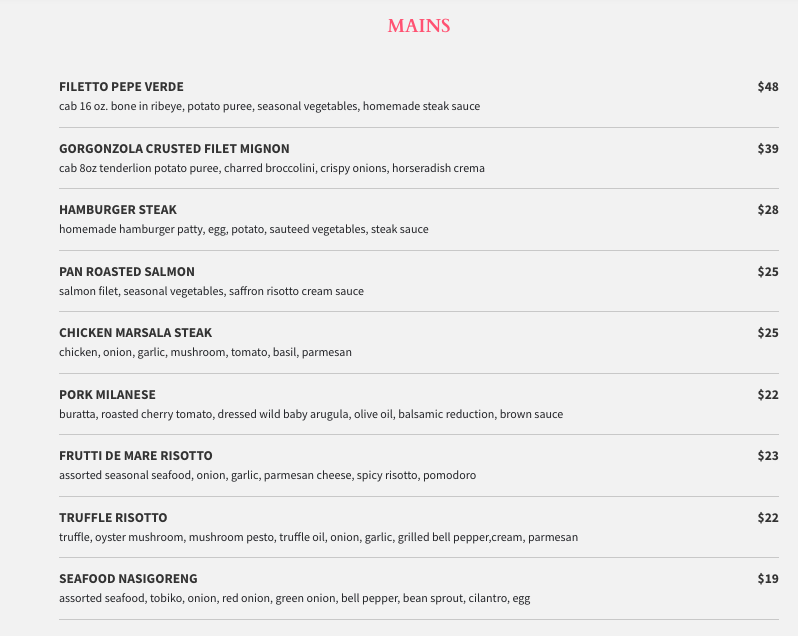 MAINS
FILETTO PEPE VERDE $48
cab 16 oz. bone in ribeye, potato puree, seasonal vegetables, homemade steak sauce
GORGONZOLA CRUSTED FILET MIGNON $39
cab 8oz tenderlion potato puree, charred broccolini, crispy onions, horseradish crema
HAMBURGER STEAK $28
homemade hamburger patty, egg, potato, sauteed vegetables, steak sauce
PAN ROASTED SALMON $25
salmon filet, seasonal vegetables, saffron risotto cream sauce
CHICKEN MARSALA STEAK $25
chicken, onion, garlic, mushroom, tomato, basil, parmesan
PORK MILANESE $22
buratta, roasted cherry tomato, dressed wild baby arugula, olive oil, balsamic reduction, brown sauce
FRUTTI DE MARE RISOTTO $23
assorted seasonal seafood, onion, garlic, parmesan cheese, spicy risotto, pomodoro
TRUFFLE RISOTTO $22
truffle, oyster mushroom, mushroom pesto, truffle oil, onion, garlic, grilled bell pepper,cream, parmesan
SEAFOOD NASIGORENG $19
assorted seafood, tobiko, onion, red onion, green onion, bell pepper, bean sprout, cilantro, egg